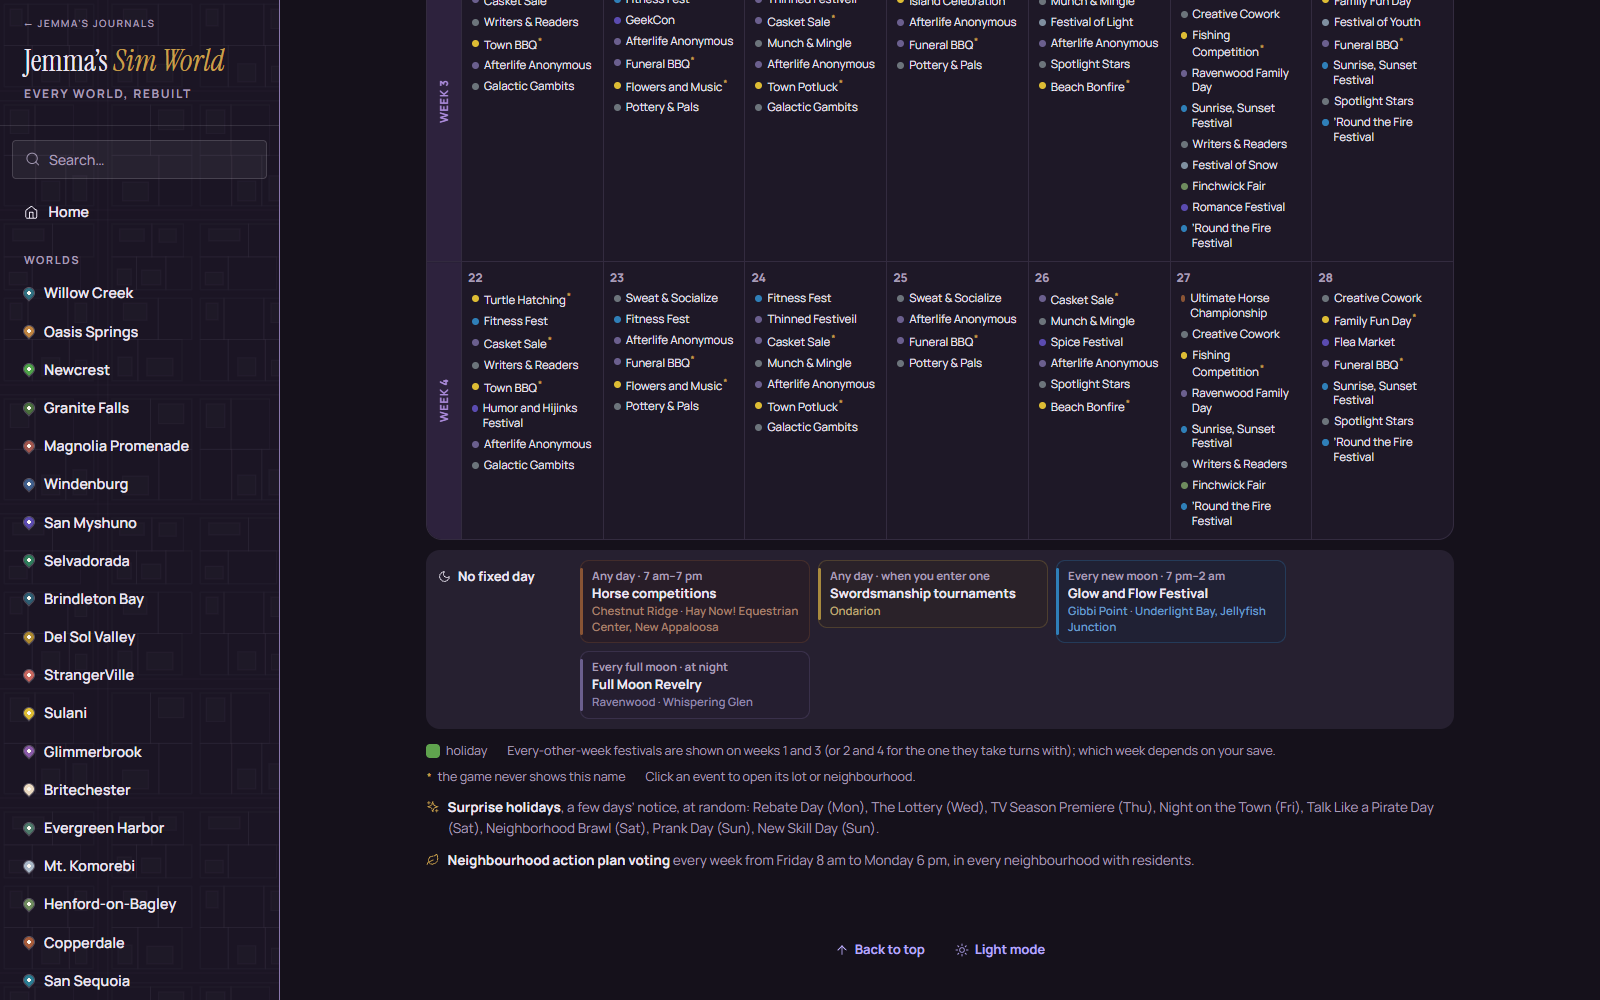 ← JEMMA'S JOURNALS
Jemma's Sim World
EVERY WORLD, REBUILT
Search...
Home
WORLDS
Willow Creek
Oasis Springs
Newcrest
Granite Falls
Magnolia Promenade
Windenburg
San Myshuno
Selvadorada
Brindleton Bay
Del Sol Valley
StrangerVille
Sulani
Glimmerbrook
Britechester
Evergreen Harbor
Mt. Komorebi
Henford-on-Bagley
Copperdale
San Sequoia
WEEK 3
Casket Sale
Writers & Readers
Town BBQ*
Afterlife Anonymous
Galactic Gambits
Fitness Fest
GeekCon
Afterlife Anonymous
Funeral BBQ*
Flowers and Music*
Pottery & Pals
Thinned Festiveil
Casket Sale*
Munch & Mingle
Afterlife Anonymous
Town Potluck*
Galactic Gambits
Island Celebration
Afterlife Anonymous
Funeral BBQ*
Pottery & Pals
Munch & Mingle
Festival of Light
Afterlife Anonymous
Spotlight Stars
Beach Bonfire*
Creative Cowork
Fishing
Competition*
Ravenwood Family
Day
Sunrise, Sunset
Festival
Writers & Readers
Festival of Snow
Finchwick Fair
Romance Festival
'Round the Fire
Festival
Family Fun Day
Festival of Youth
Funeral BBQ*
Sunrise, Sunset
Festival
Spotlight Stars
'Round the Fire
Festival
WEEK 4
22
Turtle Hatching*
Fitness Fest
Casket Sale*
Writers & Readers
Town BBQ*
Humor and Hijinks
Festival
Afterlife Anonymous
Galactic Gambits
23
Sweat & Socialize
Fitness Fest
Afterlife Anonymous
Funeral BBQ*
Flowers and Music*
Pottery & Pals
24
Fitness Fest
Thinned Festiveil
Casket Sale*
Munch & Mingle
Afterlife Anonymous
Town Potluck*
Galactic Gambits
25
Sweat & Socialize
Afterlife Anonymous
Funeral BBQ*
Pottery & Pals
26
Casket Sale*
Munch & Mingle
Spice Festival
Afterlife Anonymous
Spotlight Stars
Beach Bonfire*
27
Ultimate Horse
Championship
Creative Cowork
Fishing
Competition*
Ravenwood Family
Day
Sunrise, Sunset
Festival
Writers & Readers
Finchwick Fair
'Round the Fire
Festival
28
Creative Cowork
Family Fun Day*
Flea Market
Funeral BBQ*
Sunrise, Sunset
Festival
Spotlight Stars
'Round the Fire
Festival
No fixed day
Any day · 7 am–7 pm
Horse competitions
Chestnut Ridge · Hay Now! Equestrian
Center, New Appaloosa
Any day · when you enter one
Swordsmanship tournaments
Ondarion
Every new moon · 7 pm–2 am
Glow and Flow Festival
Gibbi Point · Underlight Bay, Jellyfish
Junction
Every full moon · at night
Full Moon Revelry
Ravenwood · Whispering Glen
holiday Every-other-week festivals are shown on weeks 1 and 3 (or 2 and 4 for the one they take turns with); which week depends on your save.
* the game never shows this name Click an event to open its lot or neighbourhood.
Surprise holidays, a few days' notice, at random: Rebate Day (Mon), The Lottery (Wed), TV Season Premiere (Thu), Night on the Town (Fri), Talk Like a Pirate Day
(Sat), Neighborhood Brawl (Sat), Prank Day (Sun), New Skill Day (Sun).
Neighbourhood action plan voting every week from Friday 8 am to Monday 6 pm, in every neighbourhood with residents.
Back to top
Light mode